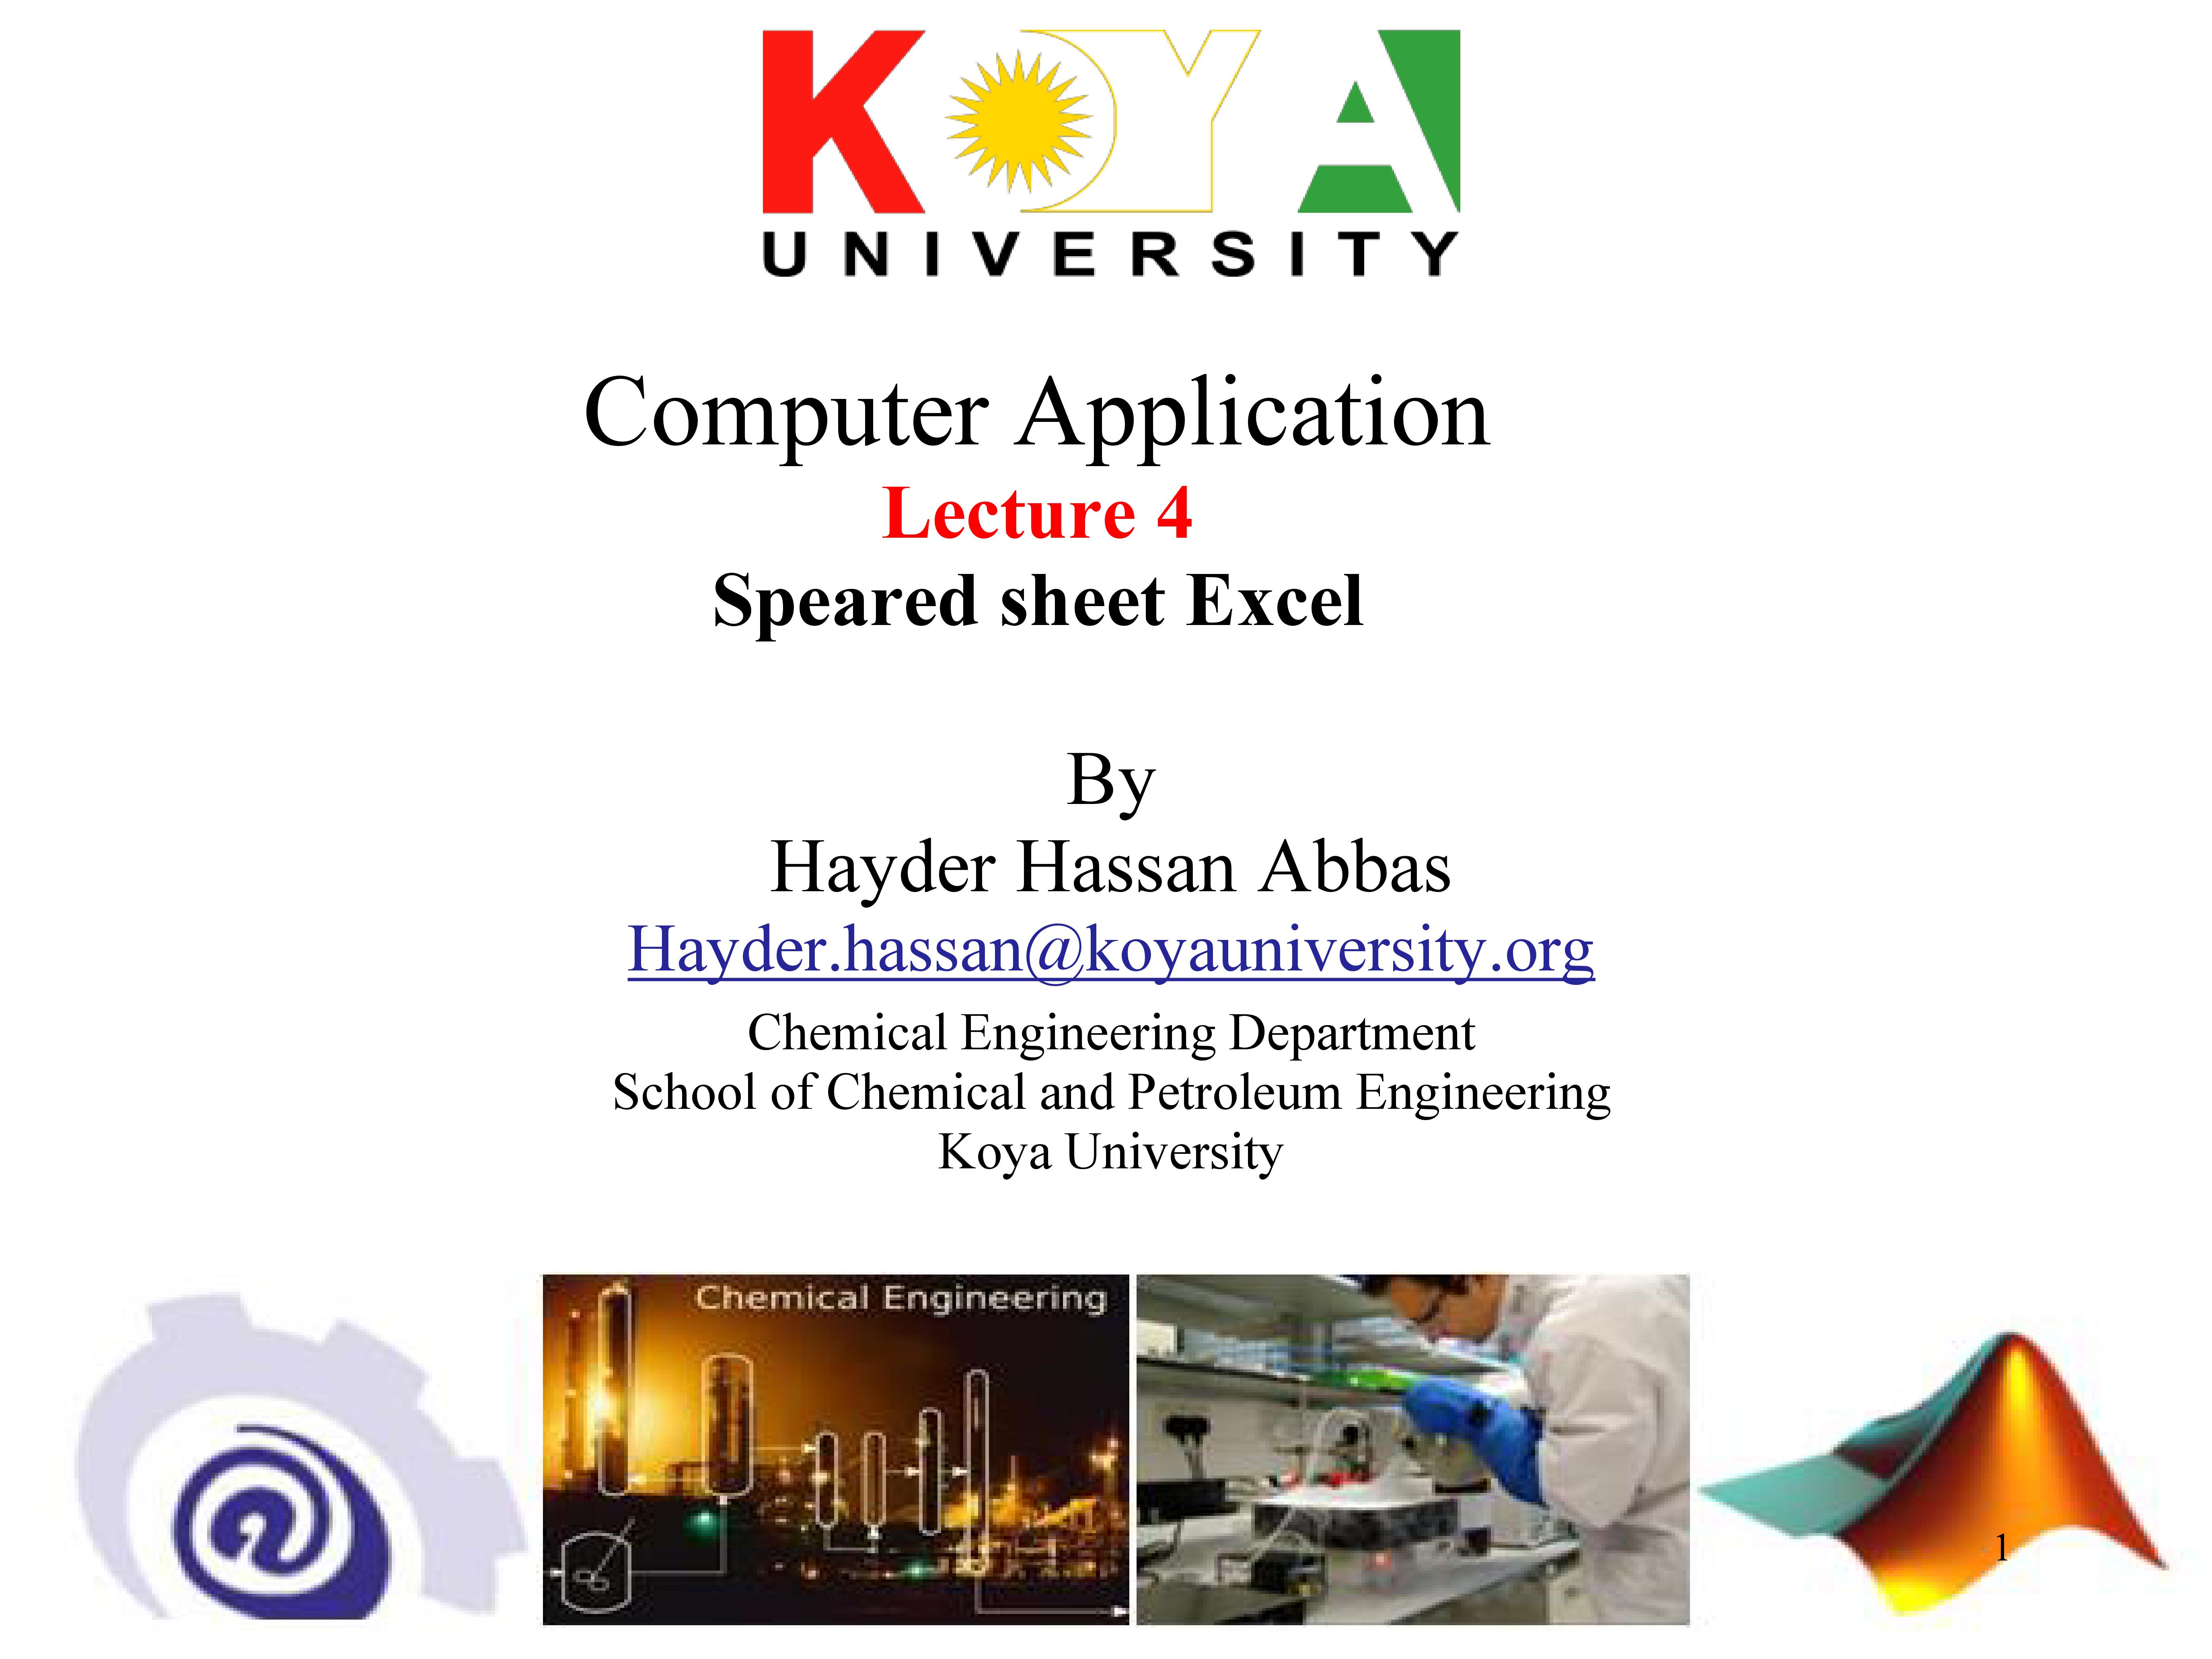 KOYA
UNIVERSITY
Computer Application
Lecture 4
Speared sheet Excel
By
Hayder Hassan Abbas
Hayder.hassan@koyauniversity.org
Chemical Engineering Department
School of Chemical and Petroleum Engineering
Koya University
Chemical Engineering
1